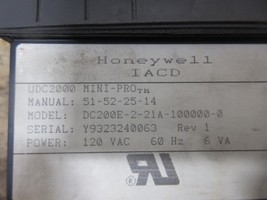 Honeywell
IACD
UDC2000 MINI-PRO TM
MANUAL: 51-52-25-14
MODEL: DC200E-2-21A-100000-0
SERIAL: Y9323240063 Rev 1
POWER: 120 VAC 60 Hz 6 VA